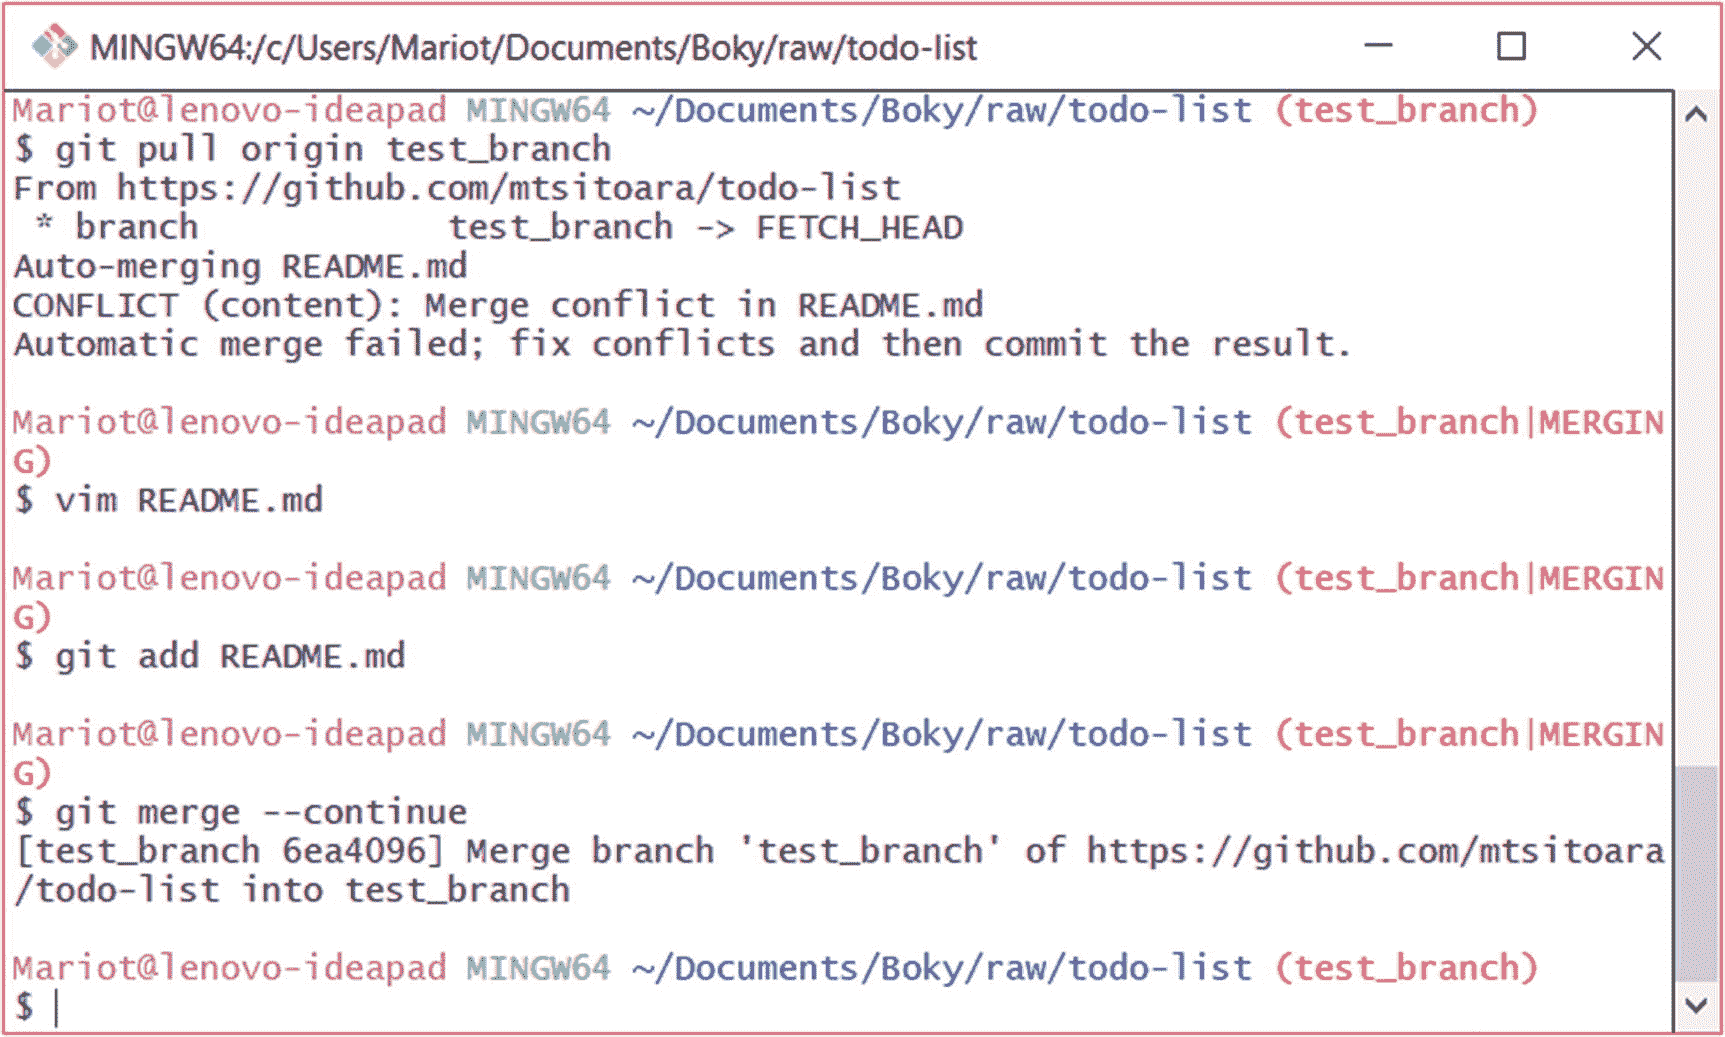 MINGW64:/c/Users/Mariot/Documents/Boky/raw/todo-list
Mariot@lenovo-ideapad MINGW64 ~/Documents/Boky/raw/todo-list (test_branch)
$ git pull origin test_branch
From https://github.com/mtsitoara/todo-list
 * branch            test_branch -> FETCH_HEAD
Auto-merging README.md
CONFLICT (content): Merge conflict in README.md
Automatic merge failed; fix conflicts and then commit the result.
Mariot@lenovo-ideapad MINGW64 ~/Documents/Boky/raw/todo-list (test_branch|MERGIN
G)
$ vim README.md
Mariot@lenovo-ideapad MINGW64 ~/Documents/Boky/raw/todo-list (test_branch|MERGIN
G)
$ git add README.md
Mariot@lenovo-ideapad MINGW64 ~/Documents/Boky/raw/todo-list (test_branch|MERGIN
G)
$ git merge --continue
[test_branch 6ea4096] Merge branch 'test_branch' of https://github.com/mtsitoara
/todo-list into test_branch
Mariot@lenovo-ideapad MINGW64 ~/Documents/Boky/raw/todo-list (test_branch)
$